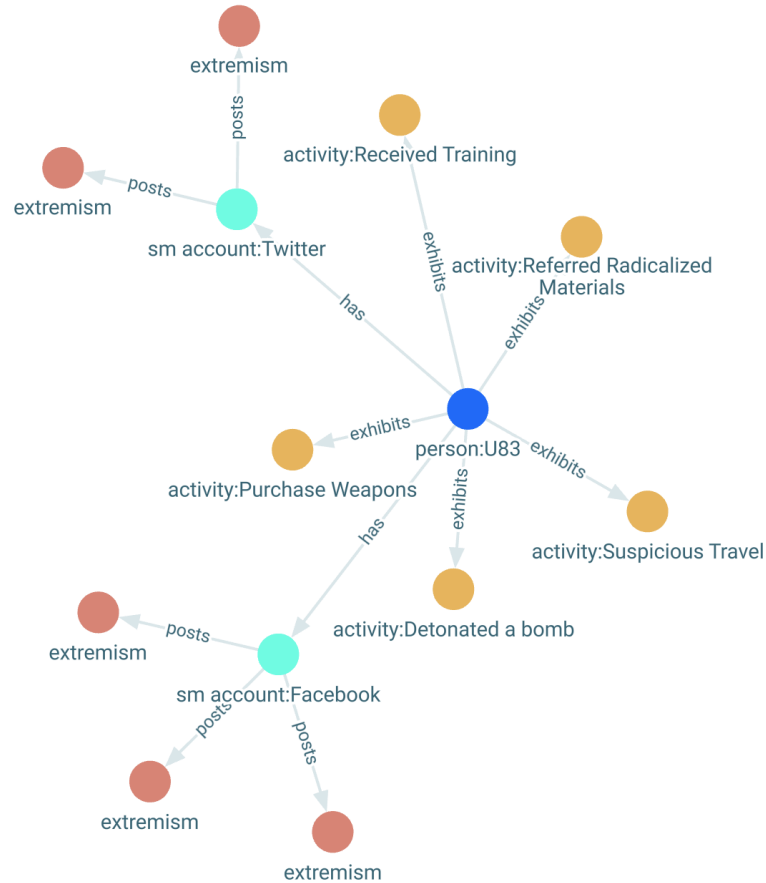 extremism
posts
activity:Received Training
posts
extremism
exhibits
sm account:Twitter
activity:Referred Radicalized
Materials
has
exhibits
exhibits
person:U83
exhibits
activity:Purchase Weapons
exhibits
has
activity:Suspicious Travel
activity:Detonated a bomb
posts
extremism
sm account:Facebook
posts
posts
extremism
extremism